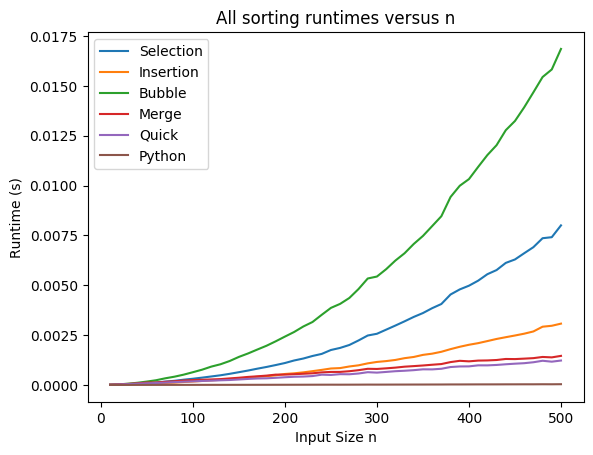 All sorting runtimes versus n
0.0175
0.0150
0.0125
0.0100
0.0075
0.0050
0.0025
0.0000
Runtime (s)
Selection
Insertion
Bubble
Merge
Quick
Python
0 100 200 300 400 500
Input Size n